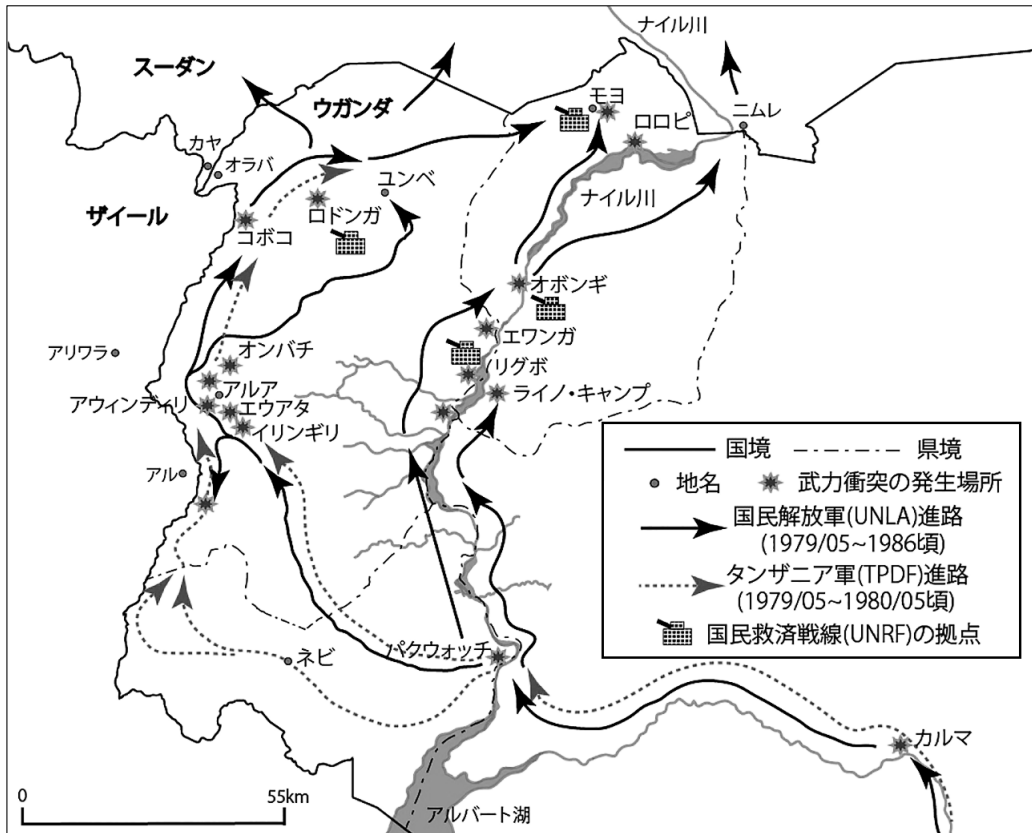 ナイル川
スーダン
ウガンダ
モヨ
ロロピ
ニムレ
カヤ
オラバ
ユンベ
ナイル川
ザイール
ロドンガ
コボコ
オボンギ
エワンガ
アリワラ
オンバチ
リグボ
アルア
ライノ・キャンプ
アウィンディリ
エウアタ
イリンギリ
アル
国境
県境
地名
武力衝突の発生場所
国民解放軍(UNLA)進路
(1979/05~1986頃)
タンザニア軍(TPDF)進路
(1979/05~1980/05頃)
国民救済戦線(UNRF)の拠点
パクウォッチ
ネビ
カルマ
0
55km
アルバート湖